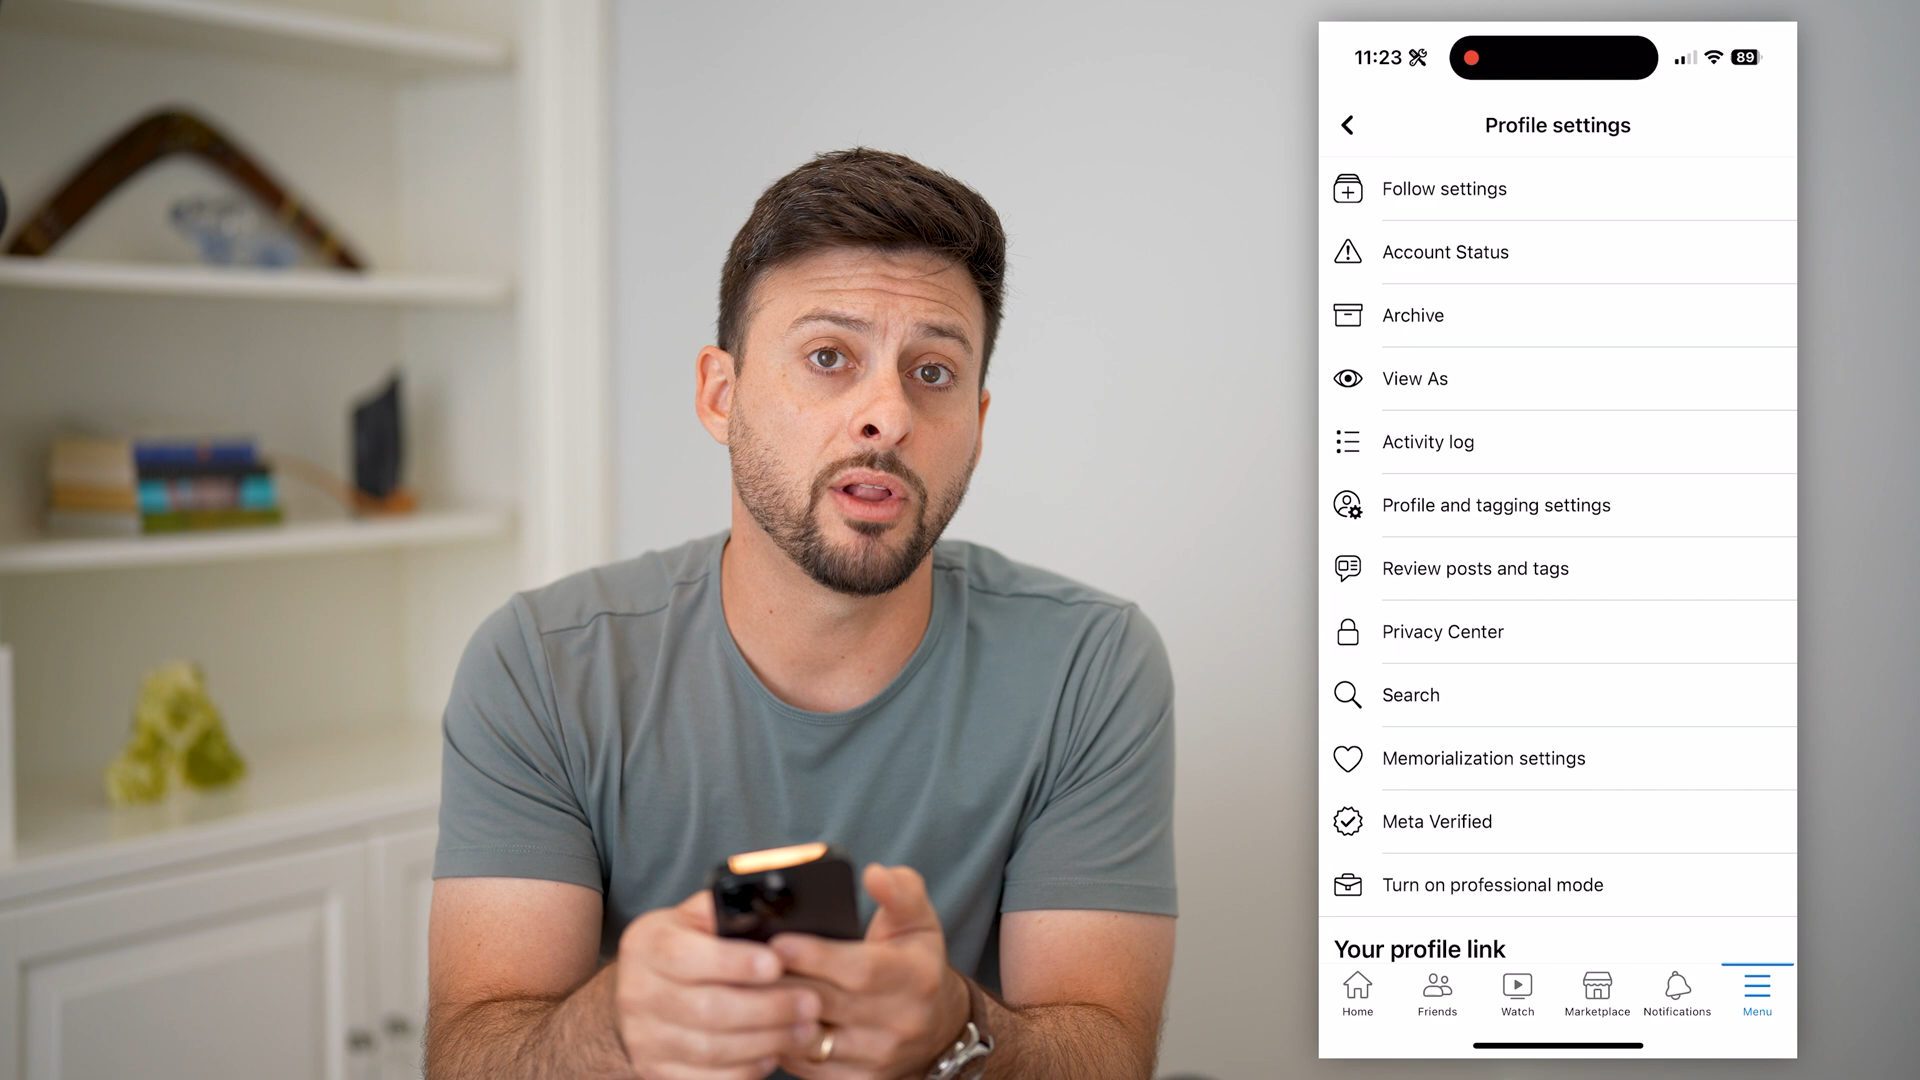 11:23
89
Profile settings
Follow settings
Account Status
Archive
View As
Activity log
Profile and tagging settings
Review posts and tags
Privacy Center
Search
Memorialization settings
Meta Verified
Turn on professional mode
Your profile link
Home Friends Watch Marketplace Notifications Menu